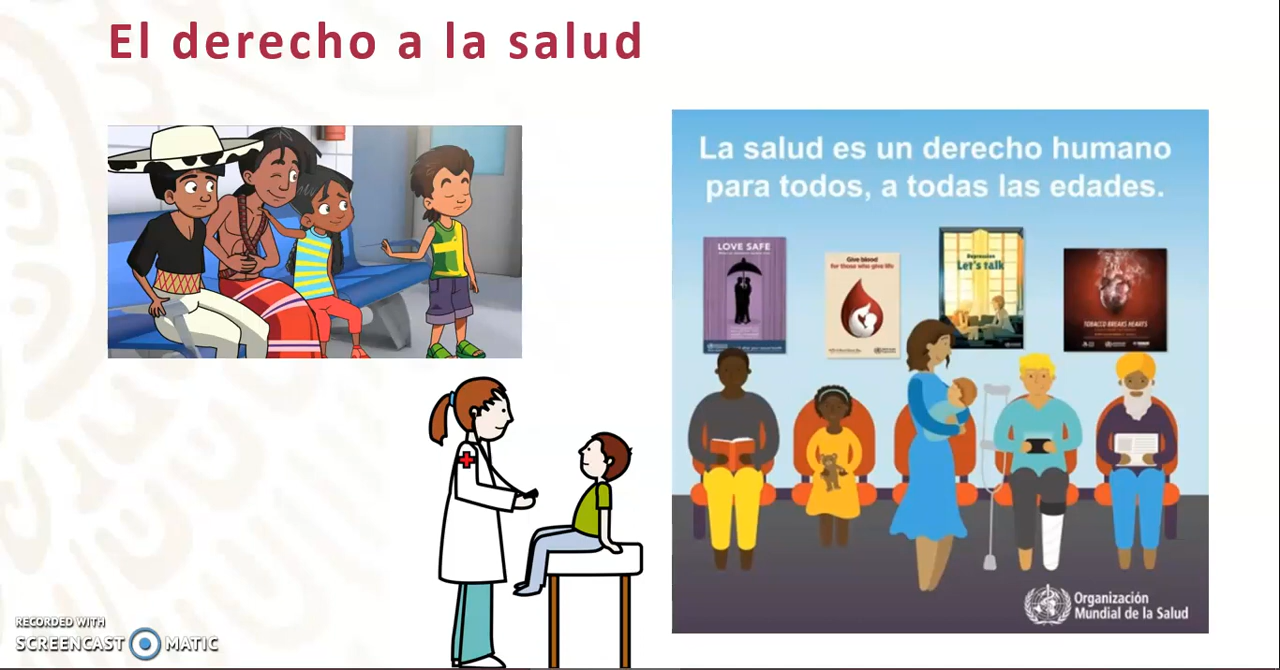 El derecho a la salud
La salud es un derecho humano
para todos, a todas las edades.
LOVE SAFE
Give blood
for those who give life
Depression
Let's talk
TOBACCO BREAKS HEARTS
Organización
Mundial de la Salud
RECORDED WITH
SCREENCAST MATIC